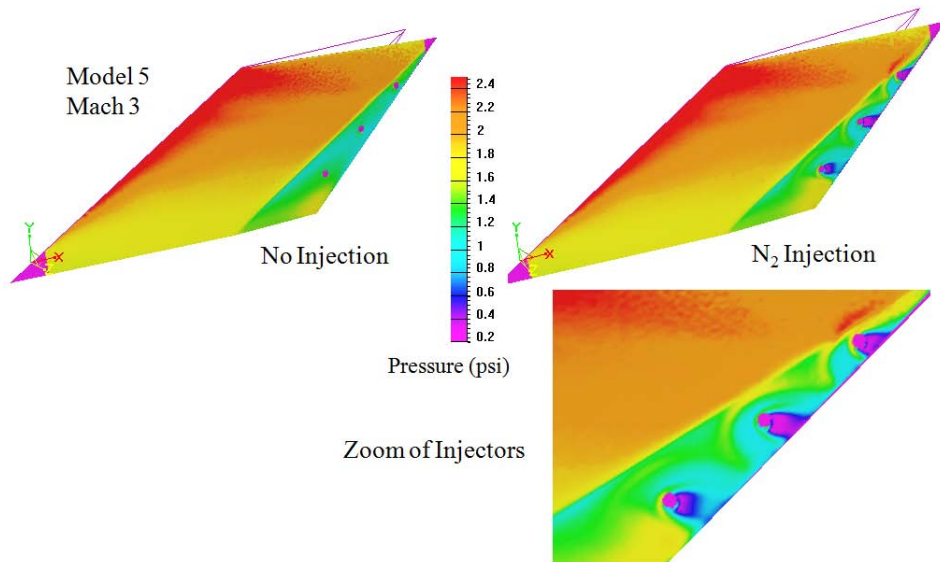 Model 5
Mach 3
2.4
2.2
2
1.8
1.6
1.4
1.2
1
0.8
0.6
0.4
0.2
Pressure (psi)
Y
X
Z
No Injection
Y
X
Z
N₂ Injection
Zoom of Injectors